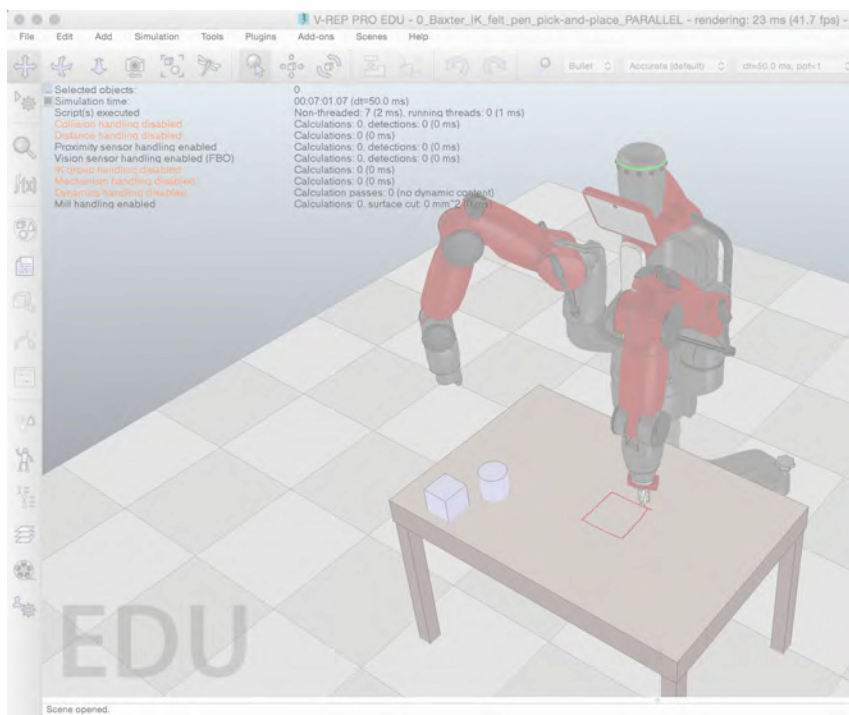 V-REP PRO EDU - 0_Baxter_IK_felt_pen_pick-and-place_PARALLEL - rendering: 23 ms (41.7 fps) -
File Edit Add Simulation Tools Plugins Add-ons Scenes Help
Bullet Accurate (default) dt=50.0 ms, ppf=1
Selected objects: 0
Simulation time: 00:07:01.07 (dt=50.0 ms)
Script(s) executed Non-threaded: 7 (2 ms), running threads: 0 (1 ms)
Collision handling disabled Calculations: 0, detections: 0 (0 ms)
Distance handling disabled Calculations: 0 (0 ms)
Proximity sensor handling enabled Calculations: 0, detections: 0 (0 ms)
Vision sensor handling enabled (FBO) Calculations: 0, detections: 0 (0 ms)
IK group handling disabled Calculations: 0 (0 ms)
Mechanism handling disabled Calculations: 0 (0 ms)
Dynamics handling disabled Calculation passes: 0 (no dynamic content)
Mill handling enabled Calculations: 0, surface cut: 0 mm^2 (0 ms)
f(x)
EDU
Scene opened.